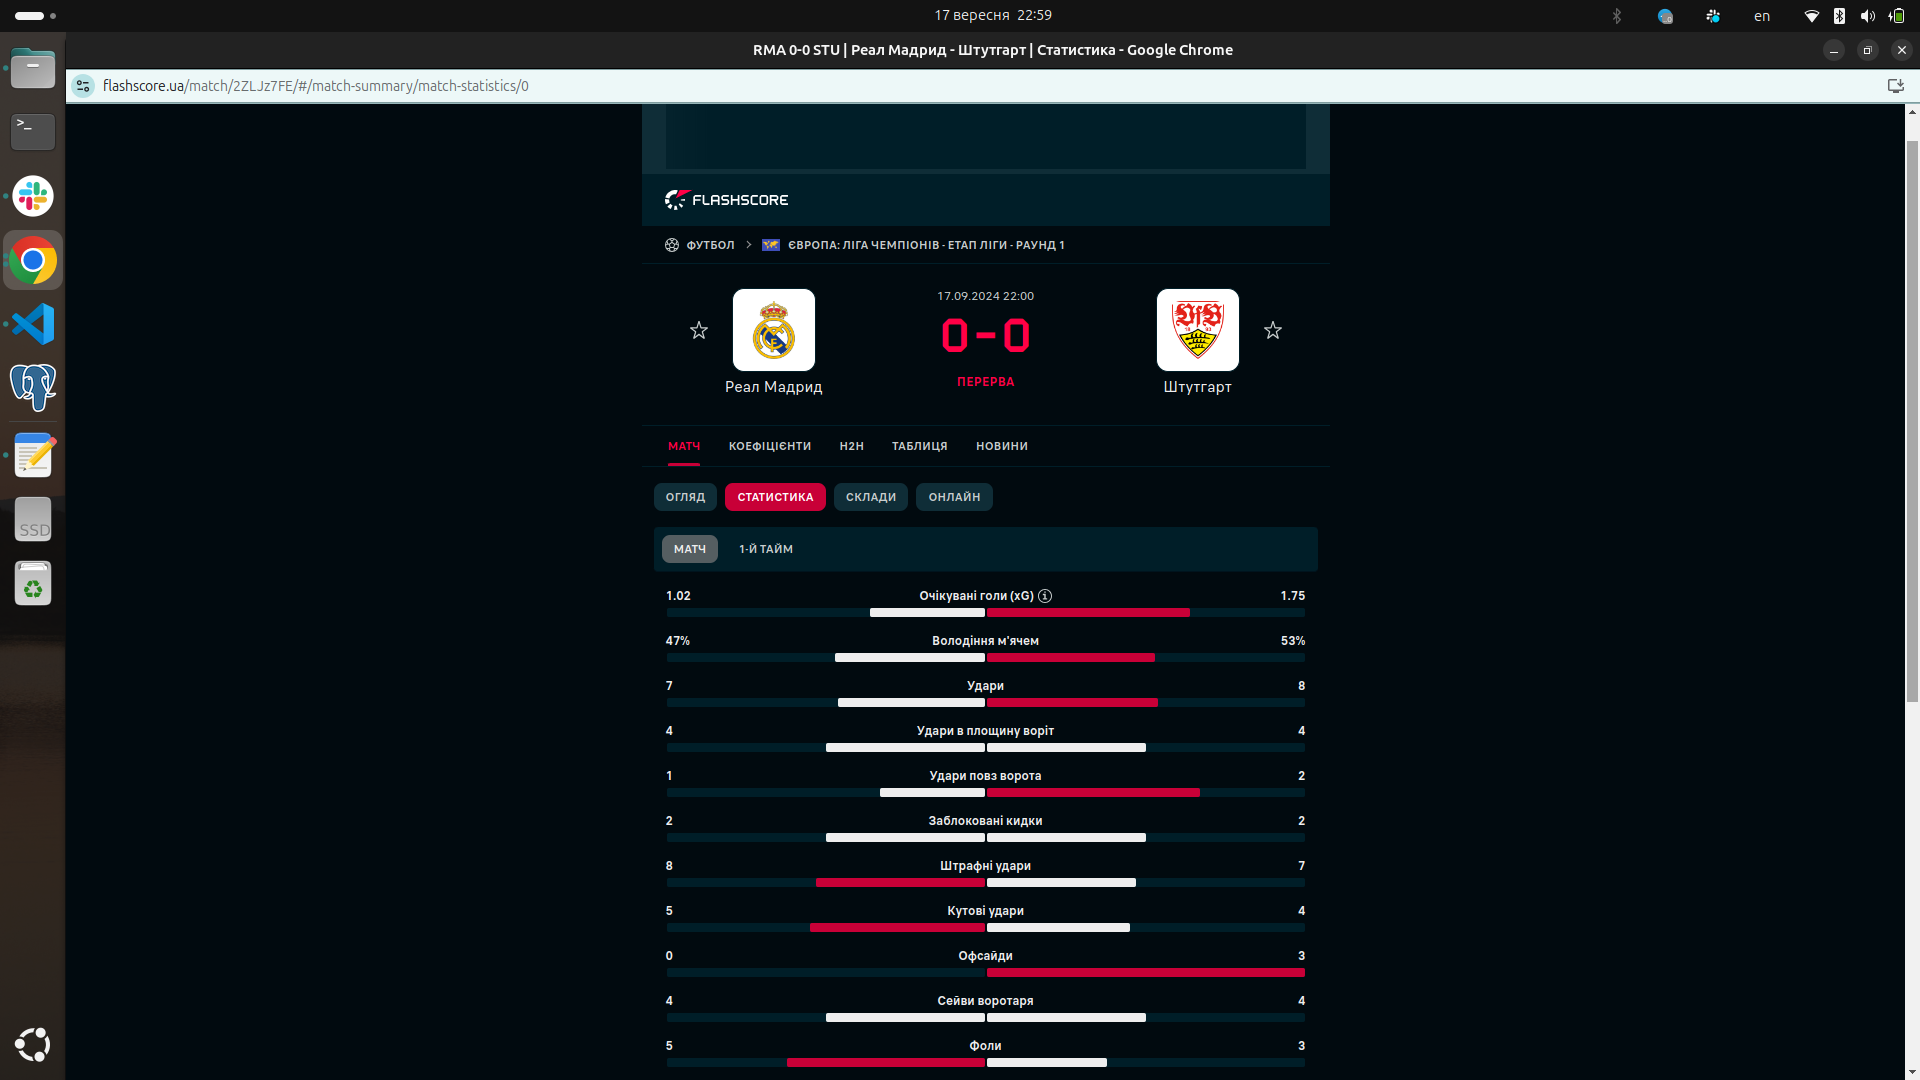 17 вересня 22:59
en
RMA 0-0 STU | Реал Мадрид - Штутгарт | Статистика - Google Chrome
flashscore.ua/match/2ZLJz7FE/#/match-summary/match-statistics/0
FLASHSCORE
ФУТБОЛ > ЄВРОПА: ЛІГА ЧЕМПІОНІВ - ЕТАП ЛІГИ - РАУНД 1
17.09.2024 22:00
0-0
ПЕРЕРВА
Реал Мадрид
Штутгарт
МАТЧ КОЕФІЦІЄНТИ H2H ТАБЛИЦЯ НОВИНИ
ОГЛЯД СТАТИСТИКА СКЛАДИ ОНЛАЙН
МАТЧ 1-Й ТАЙМ
1.02 Очікувані голи (xG) 1.75
47% Володіння м'ячем 53%
7 Удари 8
4 Удари в площину воріт 4
1 Удари повз ворота 2
2 Заблоковані кидки 2
8 Штрафні удари 7
5 Кутові удари 4
0 Офсайди 3
4 Сейви воротаря 4
5 Фоли 3
SSD